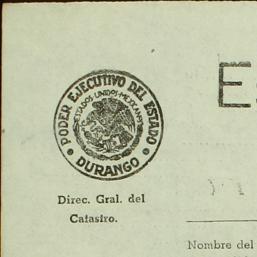 PODER EJECUTIVO DEL ESTADO
ESTADOS UNIDOS MEXICANOS
DURANGO
E
Direc. Gral. del
Catastro.
Nombre del